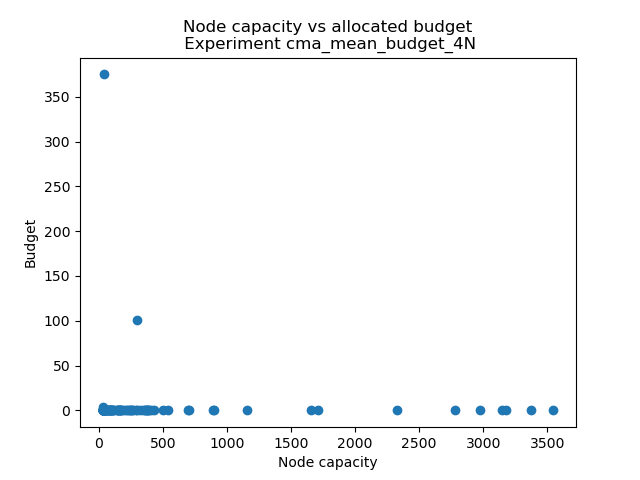 Node capacity vs allocated budget
Experiment cma_mean_budget_4N
350
300
250
200
150
100
50
0
Budget
0 500 1000 1500 2000 2500 3000 3500
Node capacity